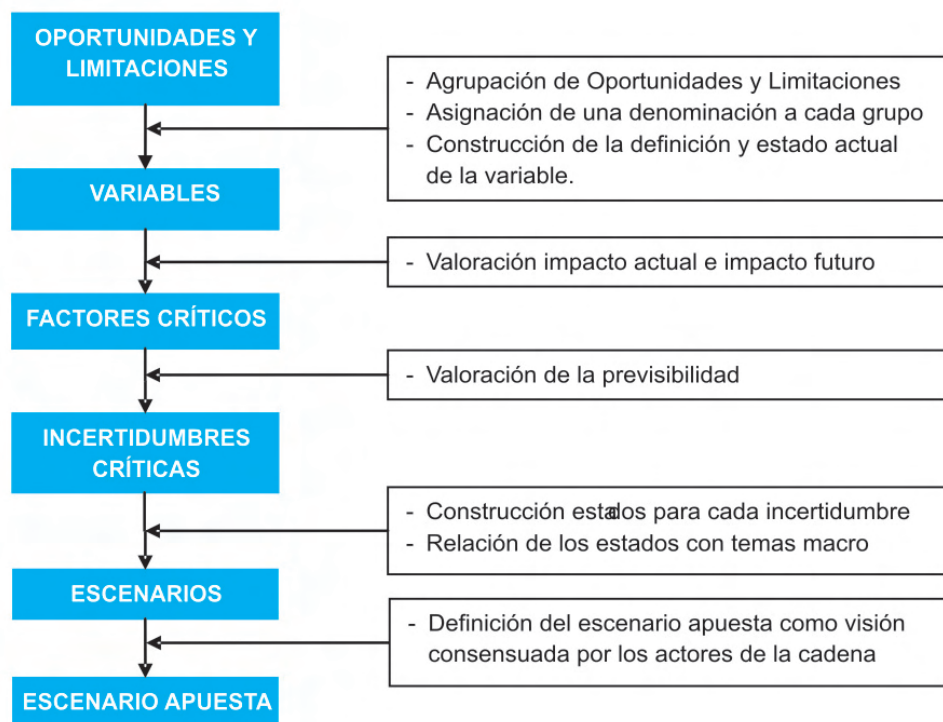 OPORTUNIDADES Y
LIMITACIONES
- Agrupación de Oportunidades y Limitaciones
- Asignación de una denominación a cada grupo
- Construcción de la definición y estado actual
de la variable.
VARIABLES
- Valoración impacto actual e impacto futuro
FACTORES CRÍTICOS
- Valoración de la previsibilidad
INCERTIDUMBRES
CRÍTICAS
- Construcción estados para cada incertidumbre
- Relación de los estados con temas macro
ESCENARIOS
- Definición del escenario apuesta como visión
consensuada por los actores de la cadena
ESCENARIO APUESTA